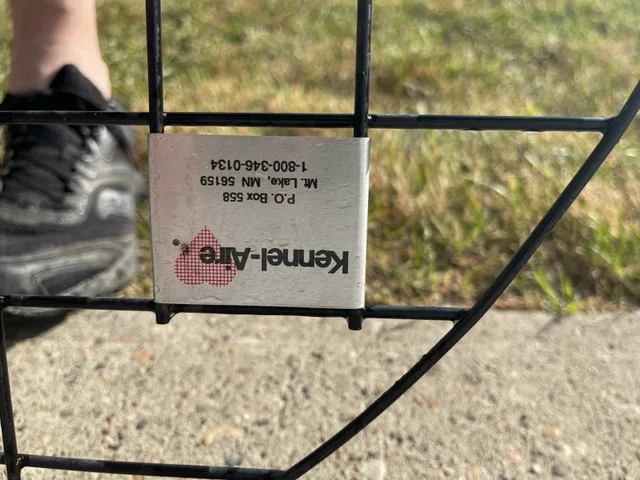 Kennel-Aire®
P.O. Box 558
Mt. Lake, MN 56159
1-800-346-0134